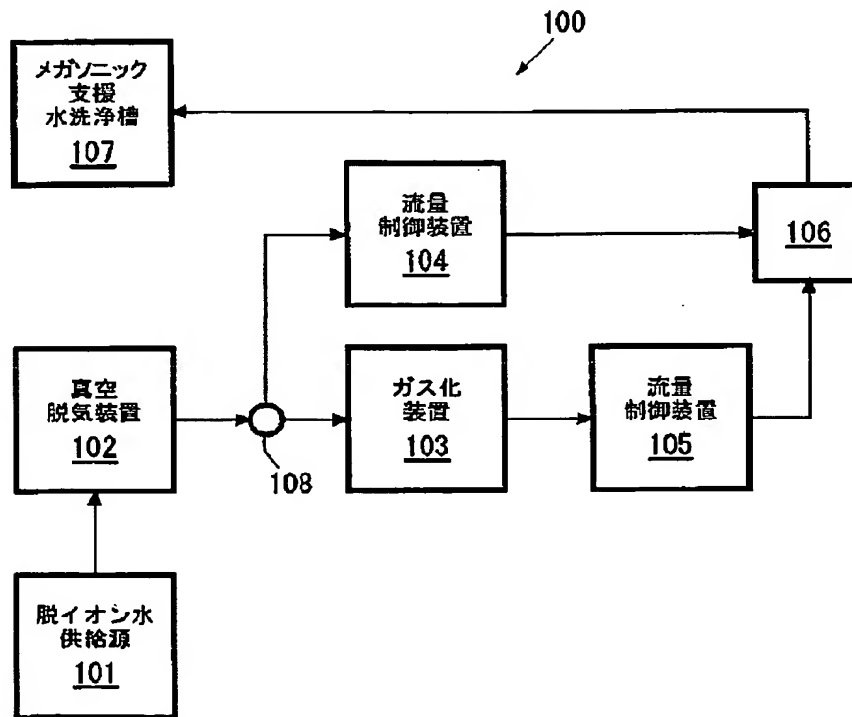 100
メガソニック
支援
水洗浄槽
107
流量
制御装置
104
106
真空
脱気装置
102
108
ガス化
装置
103
流量
制御装置
105
脱イオン水
供給源
101